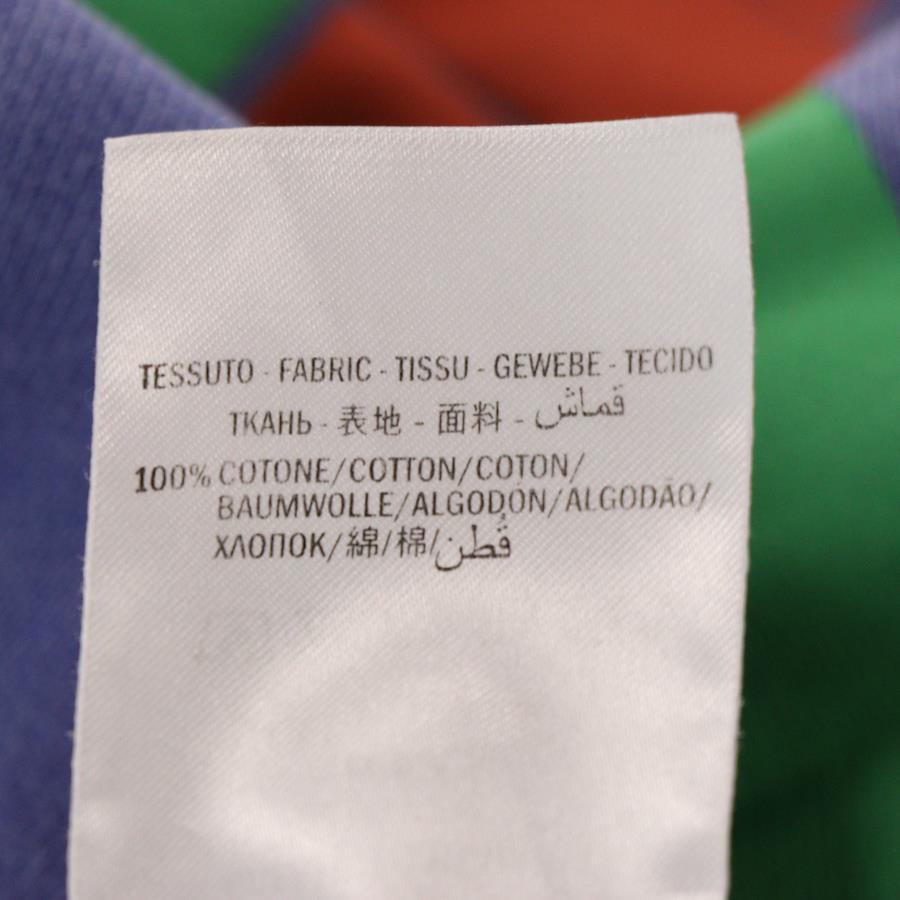 TESSUTO - FABRIC - TISSU - GEWEBE - TECIDO
ТКАНЬ - 表地 - 面料 - قماش
100% COTONE/COTTON/COTON/
BAUMWOLLE/ALGODÓN/ALGODÃO/
ХЛОПОК/綿/棉/قُطن